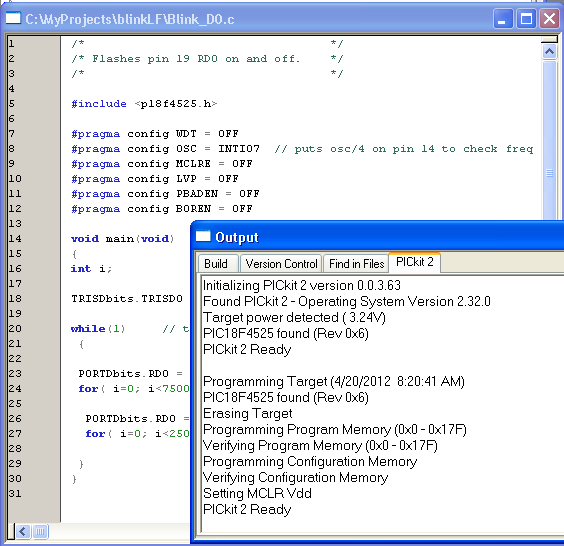 C:\MyProjects\blinkLF\Blink_D0.c
1 /* */
2 /* Flashes pin 19 RD0 on and off. */
3 /* */
4
5 #include <p18f4525.h>
6
7 #pragma config WDT = OFF
8 #pragma config OSC = INTIO7 // puts osc/4 on pin 14 to check freq
9 #pragma config MCLRE = OFF
10 #pragma config LVP = OFF
11 #pragma config PBADEN = OFF
12 #pragma config BOREN = OFF
13
14 void main(void)
15 {
16 int i;
17
18 TRISDbits.TRISD0
19
20 while(1) // t
21 {
22
23 PORTDbits.RD0 =
24 for( i=0; i<7500
25
26 PORTDbits.RD0 =
27 for( i=0; i<250
28
29 }
30 }
31
Output
Build Version Control Find in Files PICkit 2
Initializing PICkit 2 version 0.0.3.63
Found PICkit 2 - Operating System Version 2.32.0
Target power detected ( 3.24V)
PIC18F4525 found (Rev 0x6)
PICkit 2 Ready
Programming Target (4/20/2012 8:20:41 AM)
PIC18F4525 found (Rev 0x6)
Erasing Target
Programming Program Memory (0x0 - 0x17F)
Verifying Program Memory (0x0 - 0x17F)
Programming Configuration Memory
Verifying Configuration Memory
Setting MCLR Vdd
PICkit 2 Ready